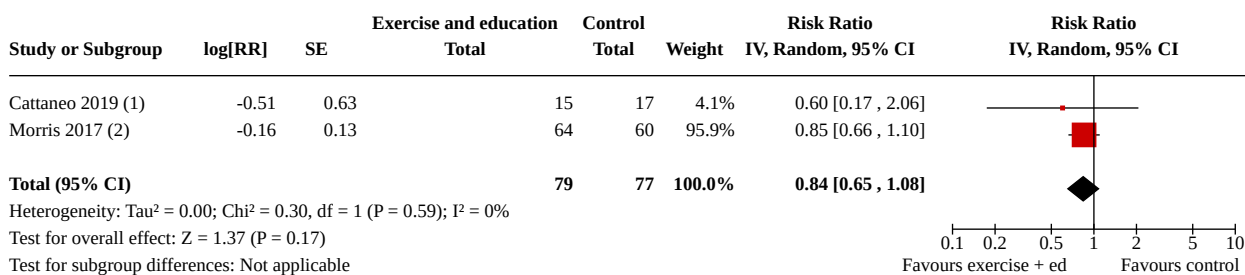 Exercise and education Control Risk Ratio Risk Ratio
Study or Subgroup log[RR] SE Total Total Weight IV, Random, 95% CI IV, Random, 95% CI
Cattaneo 2019 (1) -0.51 0.63 15 17 4.1% 0.60 [0.17 , 2.06]
Morris 2017 (2) -0.16 0.13 64 60 95.9% 0.85 [0.66 , 1.10]
Total (95% CI) 79 77 100.0% 0.84 [0.65 , 1.08]
Heterogeneity: Tau² = 0.00; Chi² = 0.30, df = 1 (P = 0.59); I² = 0%
Test for overall effect: Z = 1.37 (P = 0.17)
0.1 0.2 0.5 1 2 5 10
Test for subgroup differences: Not applicable Favours exercise + ed Favours control